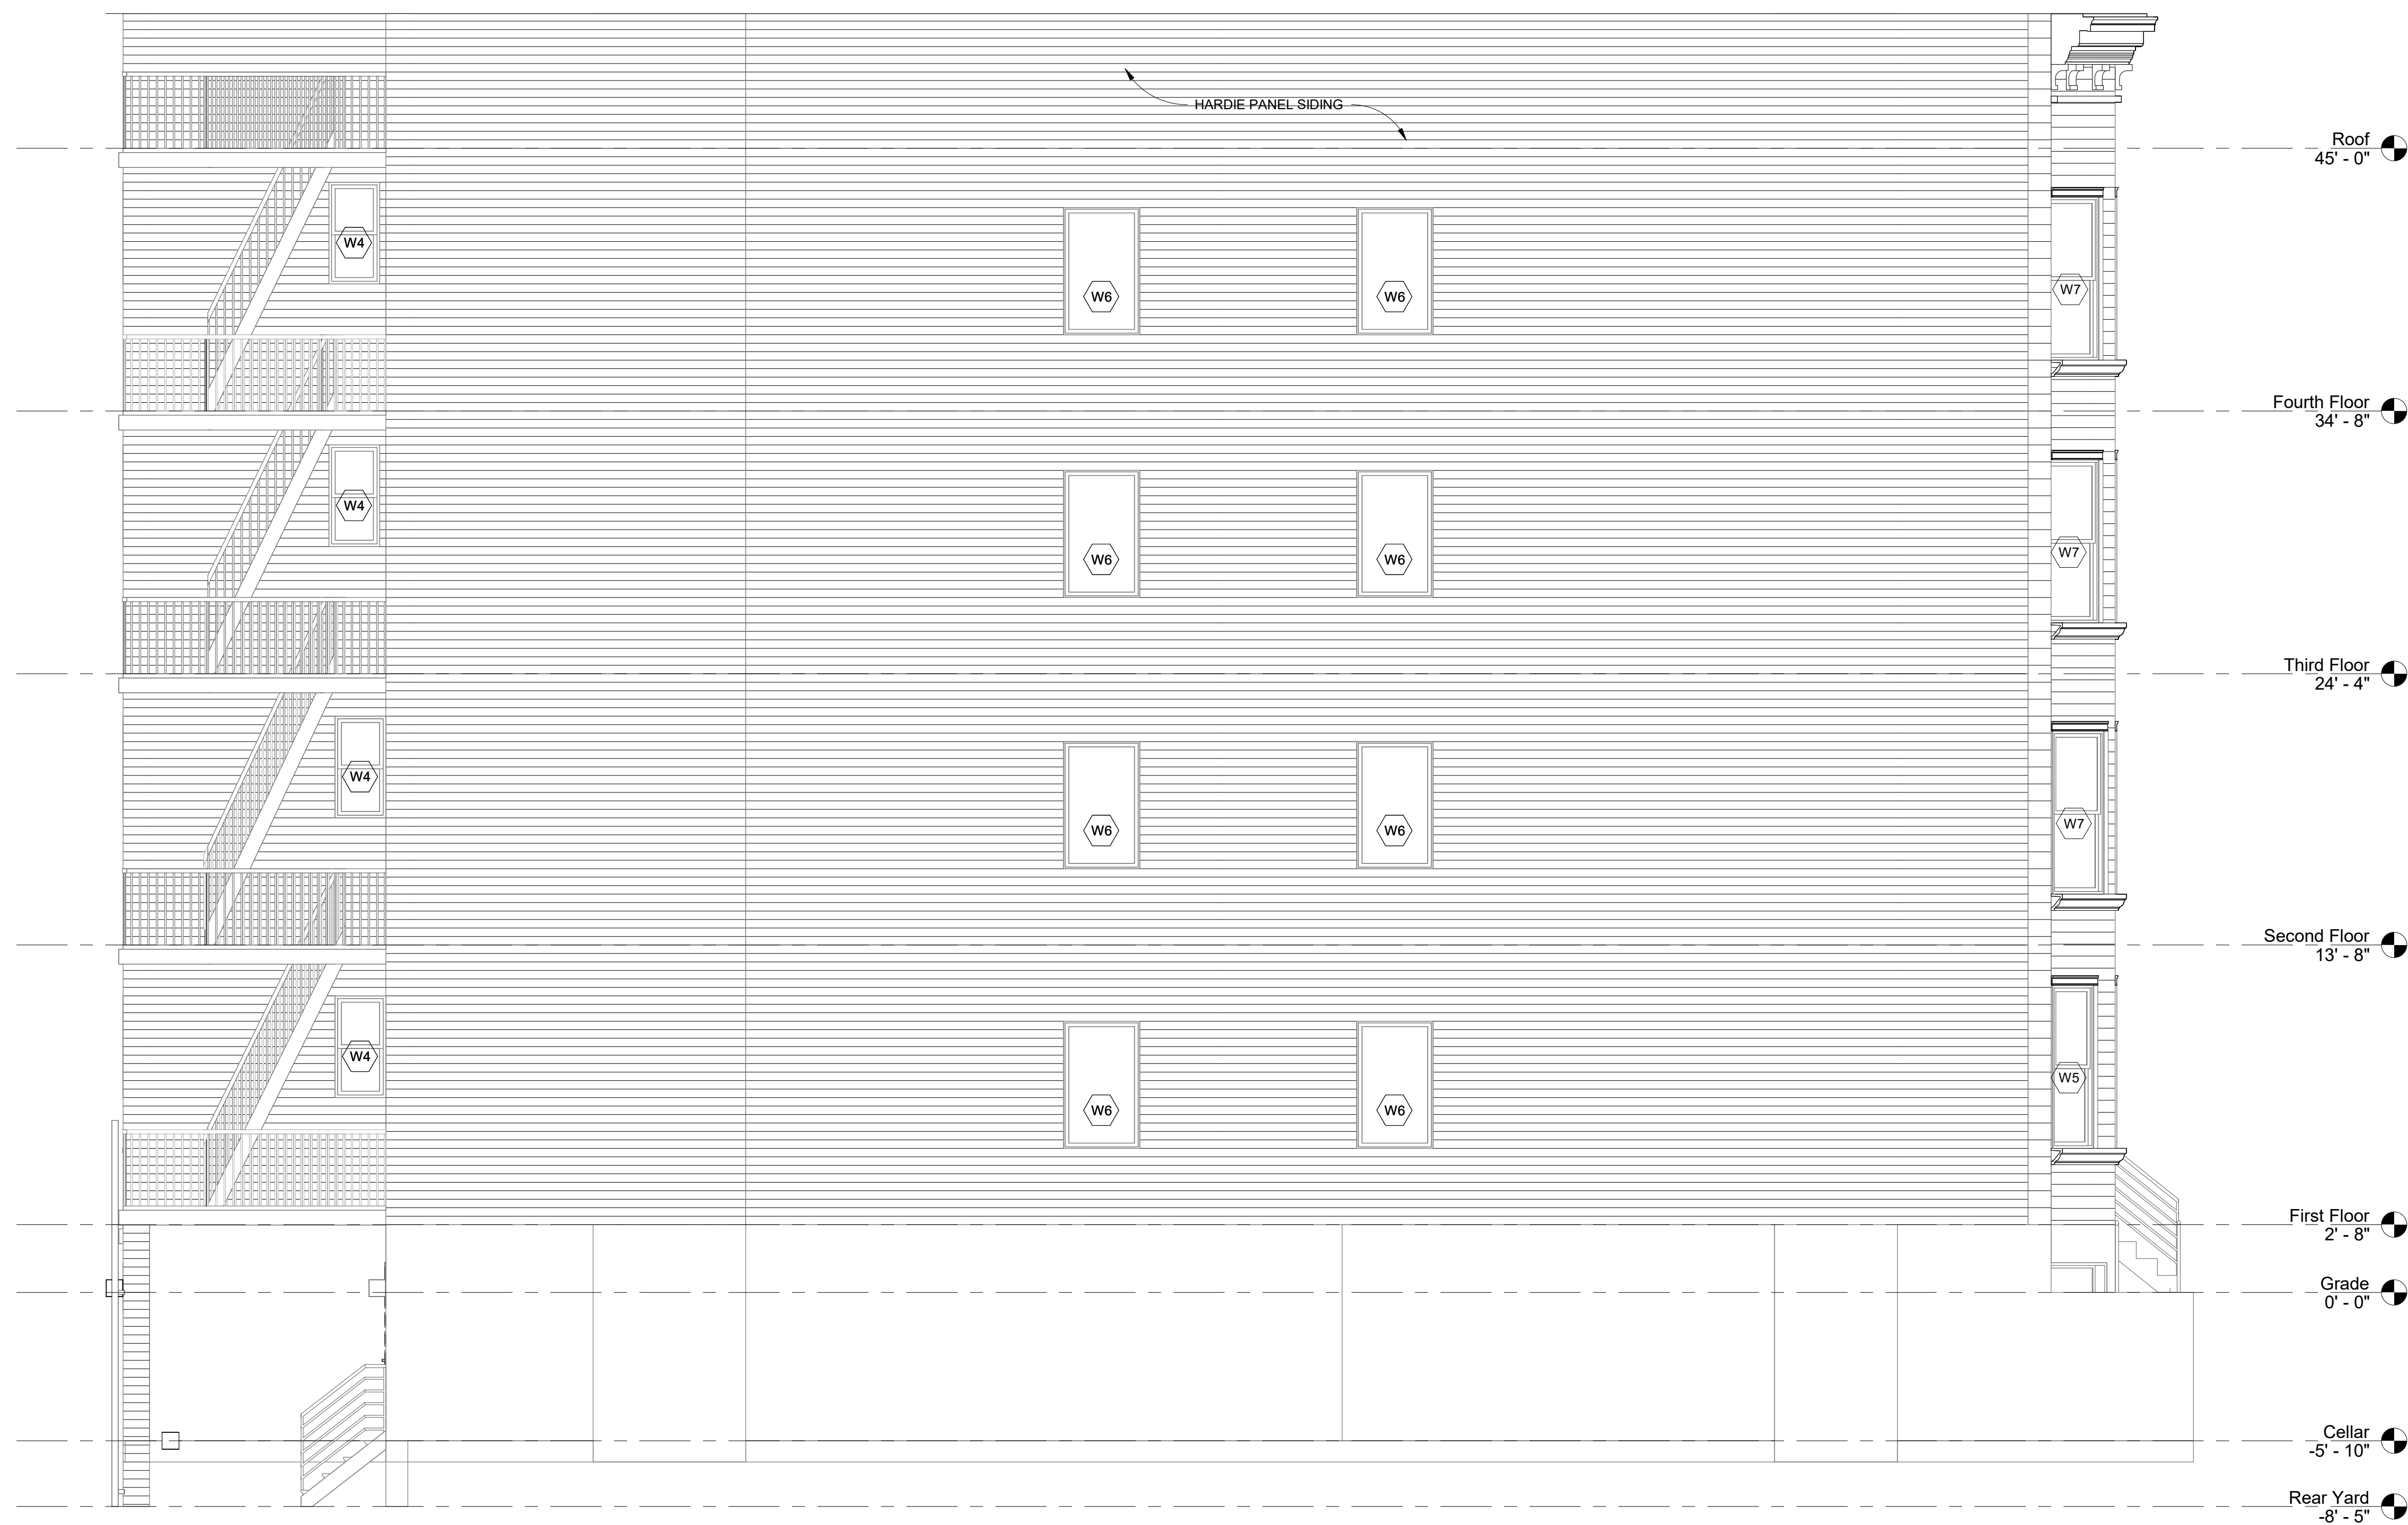 HARDIE PANEL SIDING
Roof
45' - 0"
W4
W6
W6
W7
Fourth Floor
34' - 8"
W4
W6
W6
W7
Third Floor
24' - 4"
W4
W6
W6
W7
Second Floor
13' - 8"
W4
W6
W6
W5
First Floor
2' - 8"
Grade
0' - 0"
Cellar
-5' - 10"
Rear Yard
-8' - 5"